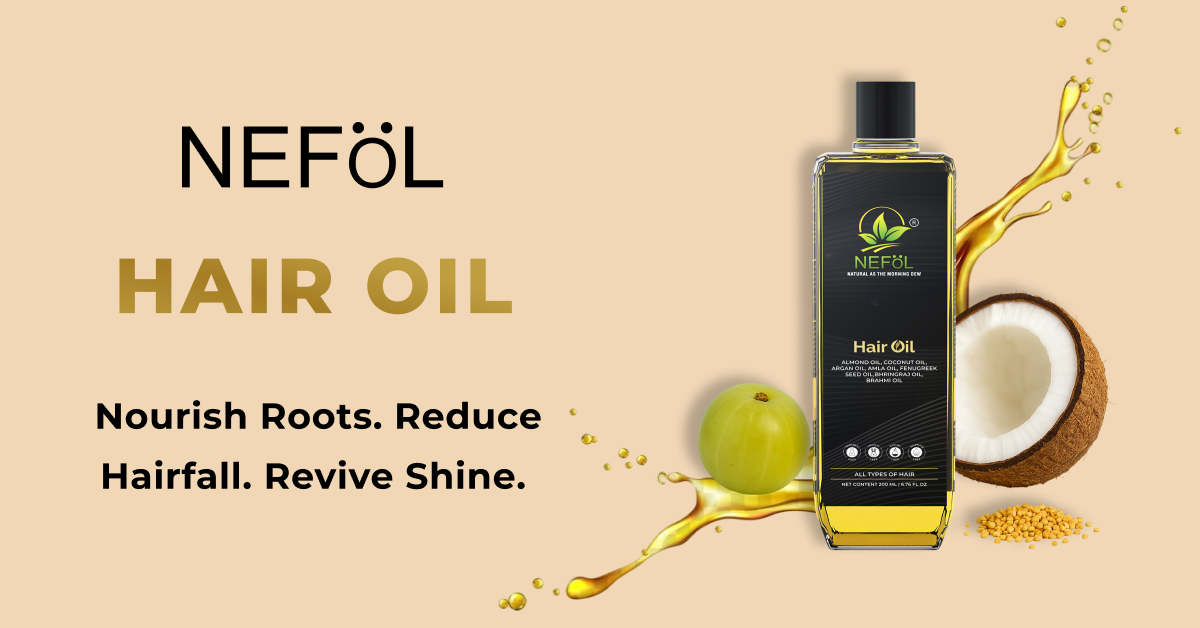 NEFöL
HAIR OIL
Nourish Roots. Reduce
Hairfall. Revive Shine.
®
NEFöL
NATURAL AS THE MORNING DEW
Hair Oil
ALMOND OIL, COCONUT OIL,
ARGAN OIL, AMLA OIL, FENUGREEK
SEED OIL,BHRINGRAJ OIL,
BRAHMI OIL
ALL TYPES OF HAIR
NET CONTENT 200 ML | 6.76 FL OZ